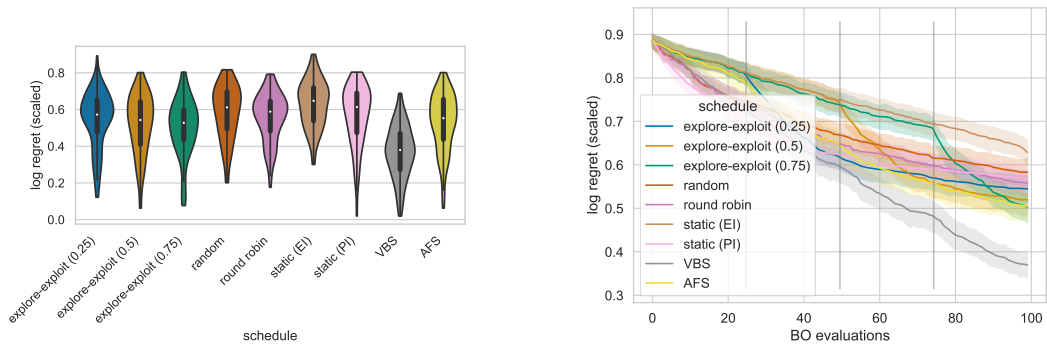 log regret (scaled)
0.8
0.6
0.4
0.2
0.0
explore-exploit (0.25)
explore-exploit (0.5)
explore-exploit (0.75)
random
round robin
static (EI)
static (PI)
VBS
AFS
schedule
log regret (scaled)
0.9
0.8
0.7
0.6
0.5
0.4
0.3
schedule
explore-exploit (0.25)
explore-exploit (0.5)
explore-exploit (0.75)
random
round robin
static (EI)
static (PI)
VBS
AFS
0 20 40 60 80 100
BO evaluations